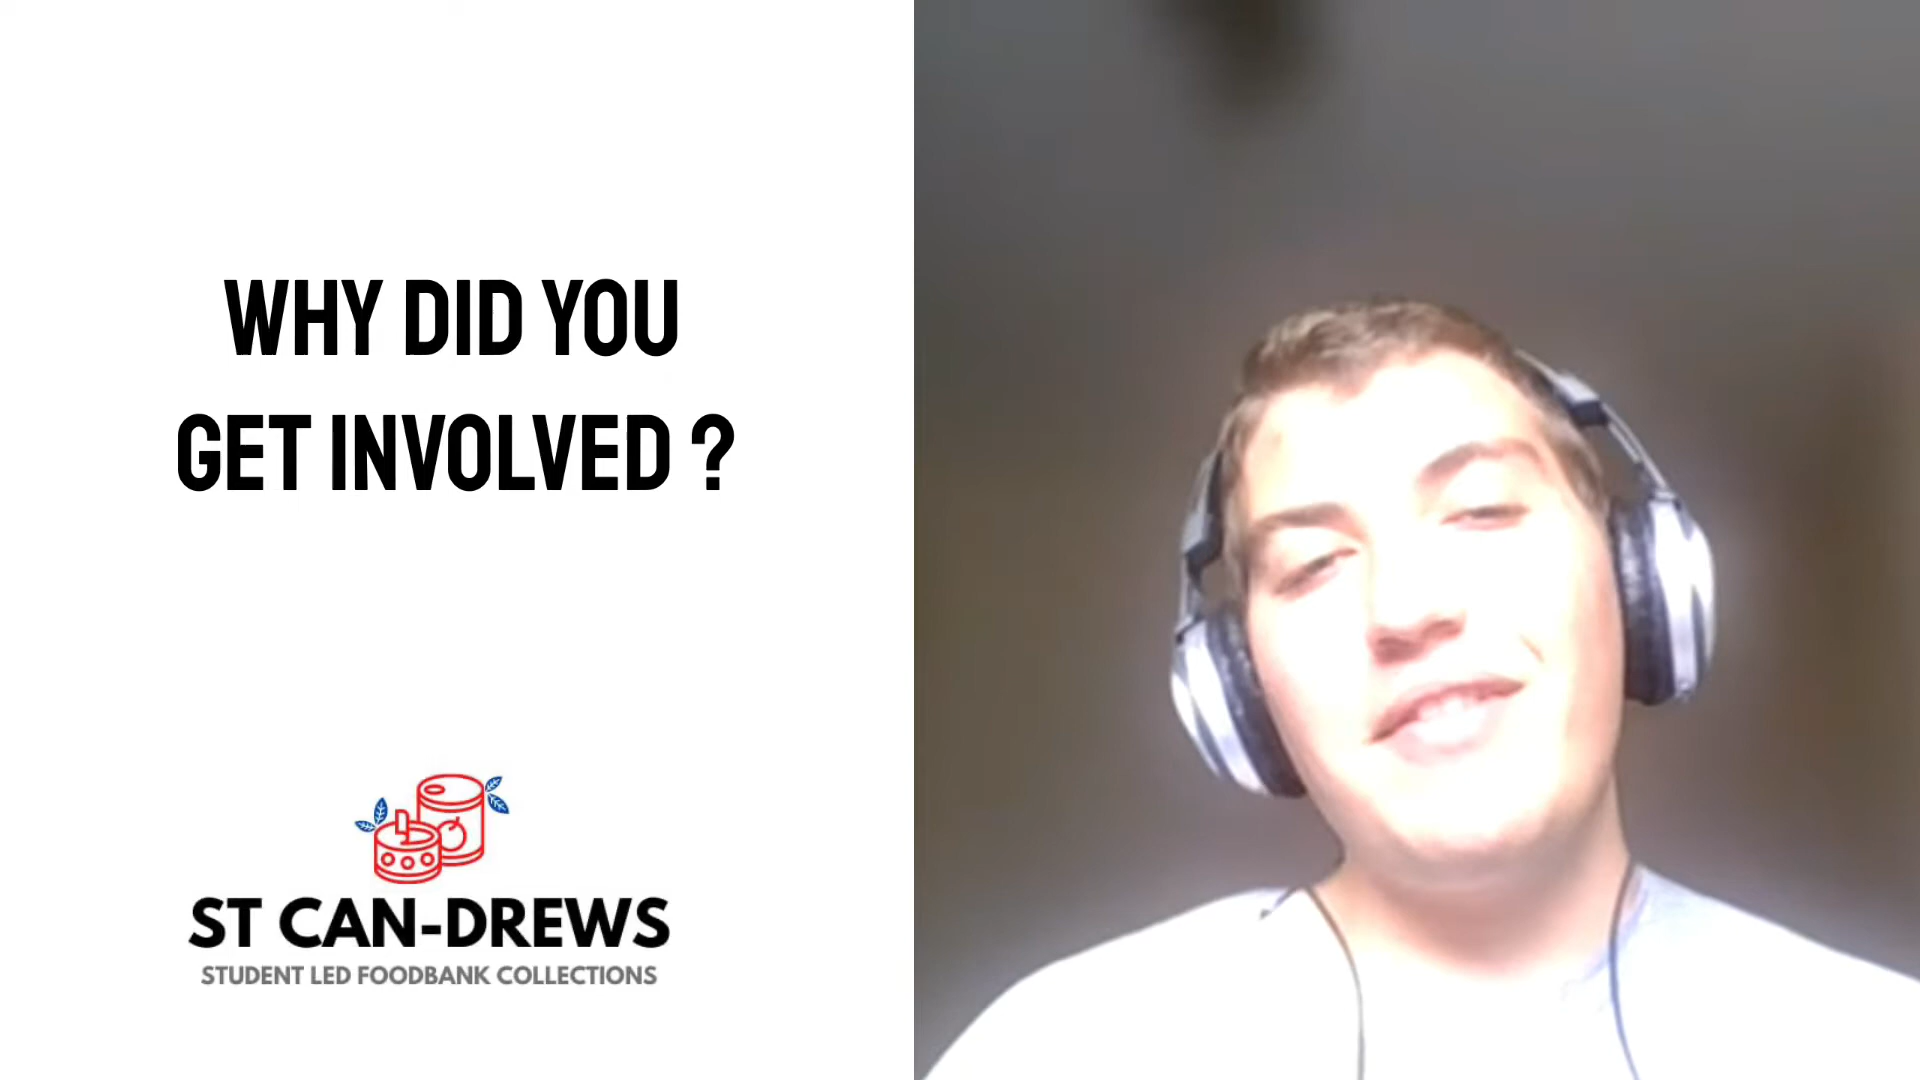 WHY DID YOU
GET INVOLVED ?
ST CAN-DREWS
STUDENT LED FOODBANK COLLECTIONS